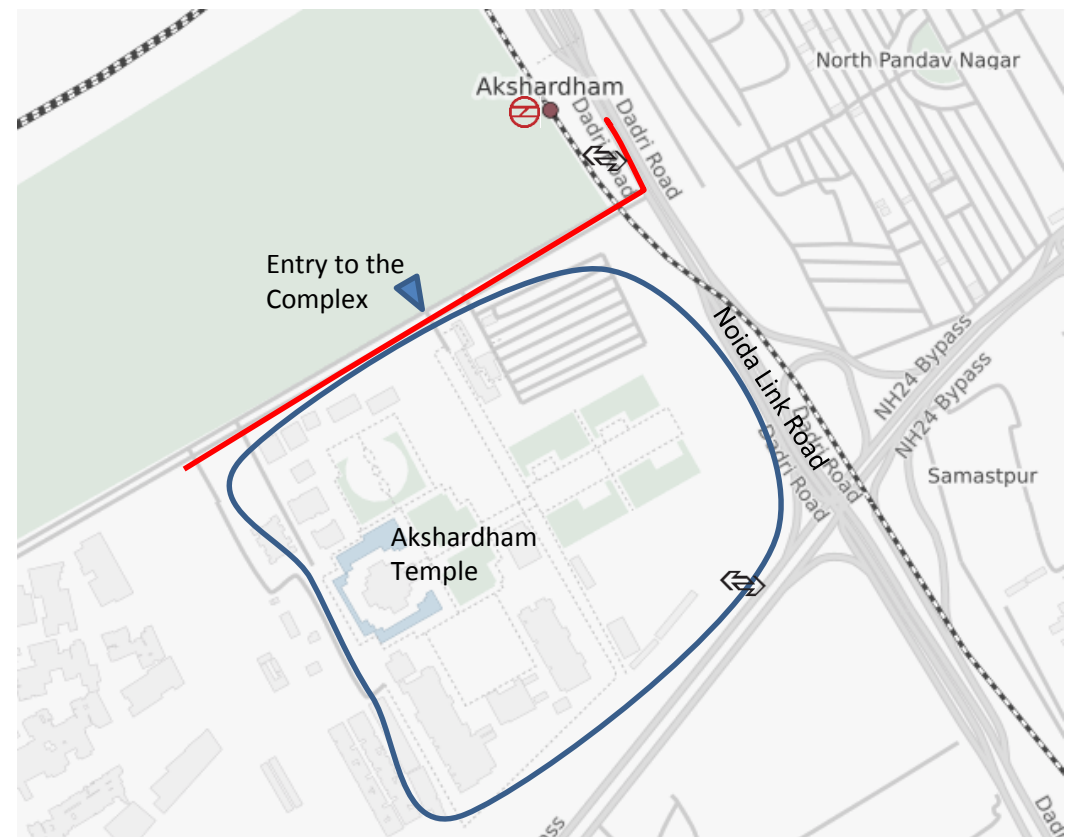 North Pandav Nagar
Akshardham
Dadri Road
Dadri Road
Entry to the
Complex
Noida Link Road
NH24 Bypass
NH24 Bypass
Dadri Road
Dadri Road
Samastpur
Akshardham
Temple
Dadri